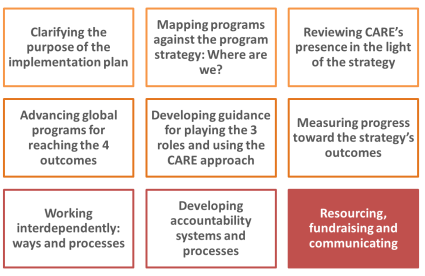 Clarifying the
purpose of the
implementation plan
Mapping programs
against the program
strategy: Where are
we?
Reviewing CARE's
presence in the light
of the strategy
Advancing global
programs for
reaching the 4
outcomes
Developing guidance
for playing the 3
roles and using the
CARE approach
Measuring progress
toward the strategy's
outcomes
Working
interdependently:
ways and processes
Developing
accountability
systems and
processes
Resourcing,
fundraising and
communicating